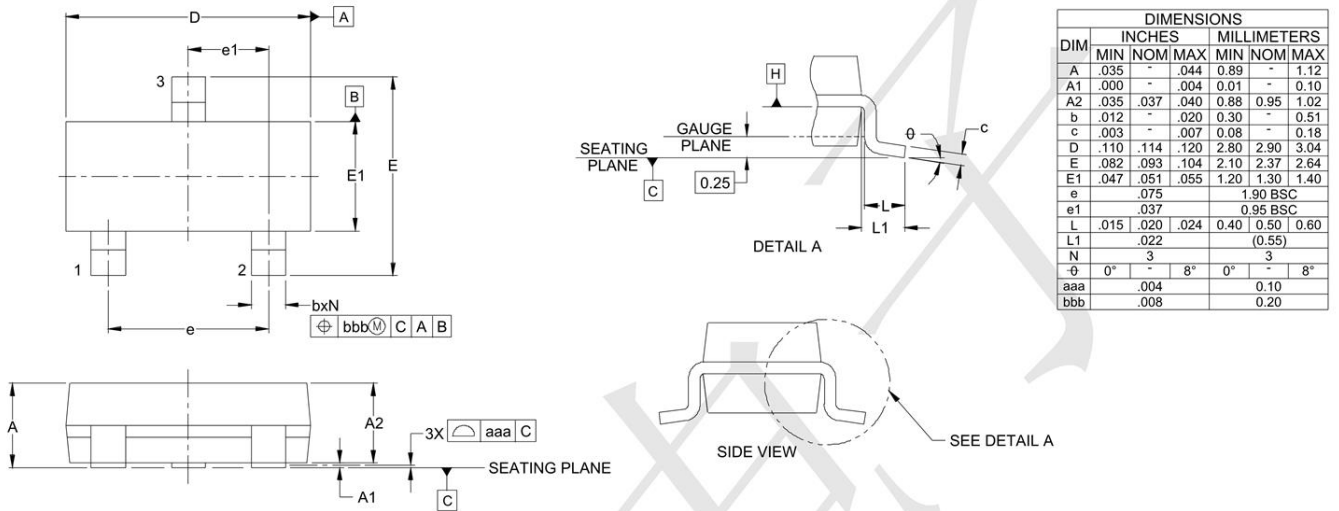 D
A
e1
3
B
E1
E
1
2
bxN
e
⌖ bbbⓂ C A B
A
A2
3X ⌓ aaa C
SEATING PLANE
A1
C
H
GAUGE
PLANE
SEATING
PLANE
C
0.25
θ
c
L
L1
DETAIL A
SIDE VIEW
SEE DETAIL A
DIMENSIONS
DIM INCHES MILLIMETERS
MIN NOM MAX MIN NOM MAX
A .035 - .044 0.89 - 1.12
A1 .000 - .004 0.01 - 0.10
A2 .035 .037 .040 0.88 0.95 1.02
b .012 - .020 0.30 - 0.51
c .003 - .007 0.08 - 0.18
D .110 .114 .120 2.80 2.90 3.04
E .082 .093 .104 2.10 2.37 2.64
E1 .047 .051 .055 1.20 1.30 1.40
e .075 1.90 BSC
e1 .037 0.95 BSC
L .015 .020 .024 0.40 0.50 0.60
L1 .022 (0.55)
N 3 3
θ 0° - 8° 0° - 8°
aaa .004 0.10
bbb .008 0.20